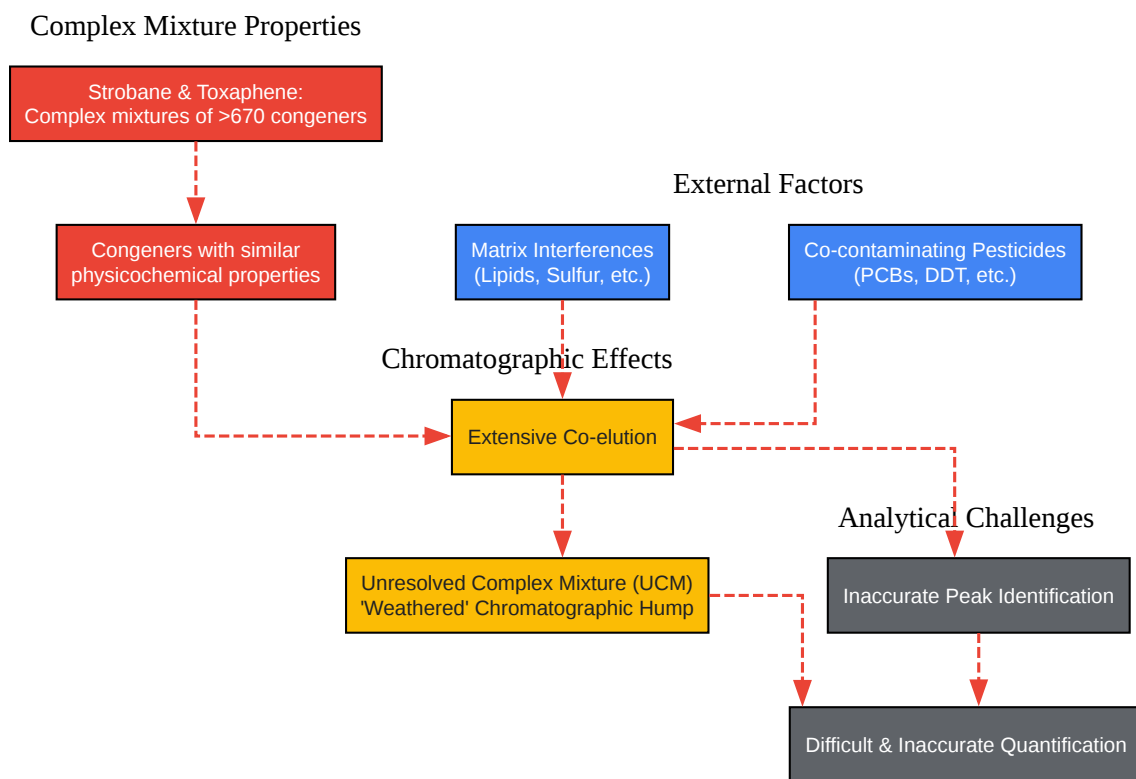 Complex Mixture Properties
Strobane & Toxaphene:
Complex mixtures of >670 congeners
External Factors
Congeners with similar
physicochemical properties
Matrix Interferences
(Lipids, Sulfur, etc.)
Co-contaminating Pesticides
(PCBs, DDT, etc.)
Chromatographic Effects
Extensive Co-elution
Analytical Challenges
Unresolved Complex Mixture (UCM)
'Weathered' Chromatographic Hump
Inaccurate Peak Identification
Difficult & Inaccurate Quantification